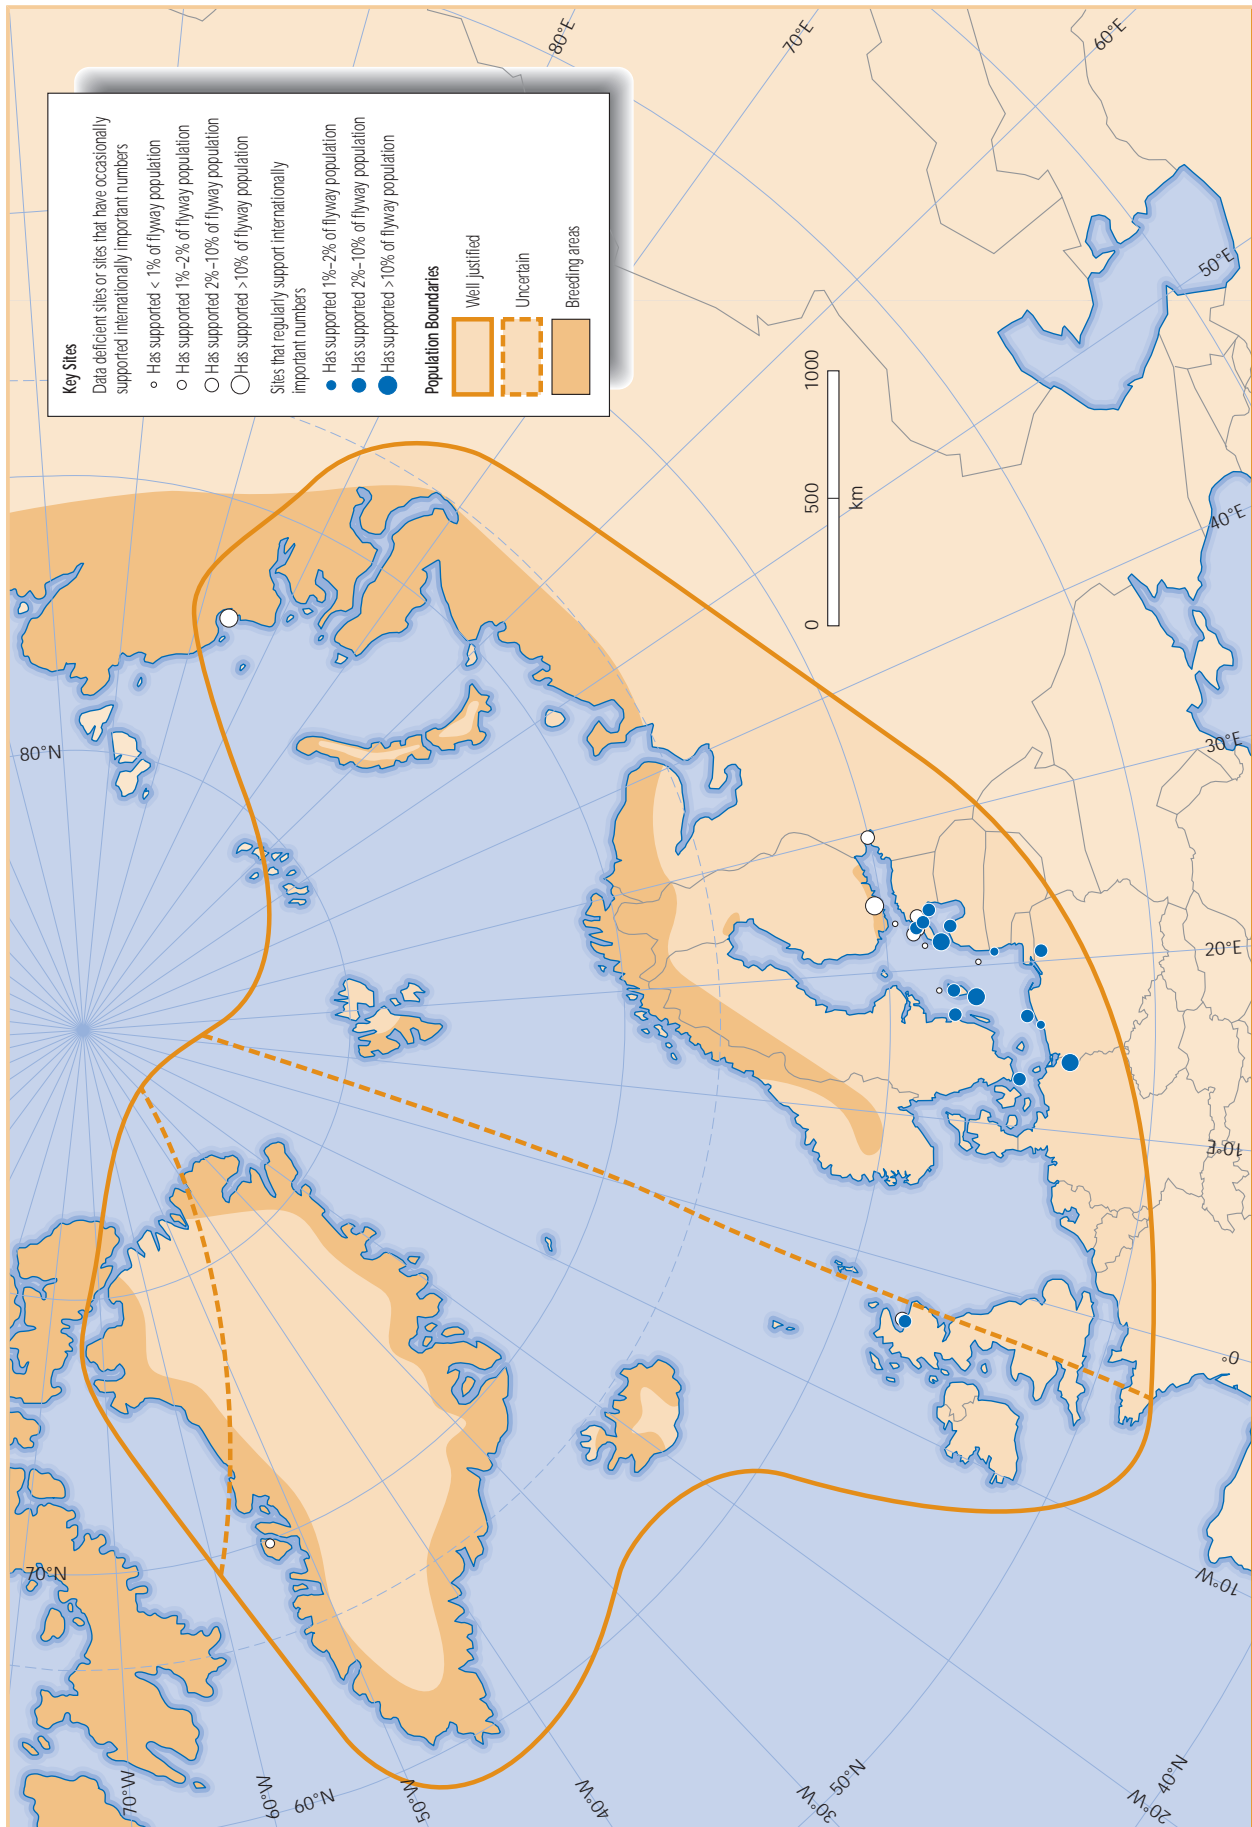 Key Sites
Data deficient sites or sites that have occasionally
supported internationally important numbers
Has supported < 1% of flyway population
Has supported 1%–2% of flyway population
Has supported 2%–10% of flyway population
Has supported >10% of flyway population
Sites that regularly support internationally
important numbers
Has supported 1%–2% of flyway population
Has supported 2%–10% of flyway population
Has supported >10% of flyway population
Population Boundaries
Well justified
Uncertain
Breeding areas
0 500 1000
km
80°E
70°E
60°E
50°E
40°E
30°E
20°E
10°E
0°
10°W
20°W
30°W
40°W
50°W
60°W
70°W
80°N
70°N
60°N
50°N
40°N